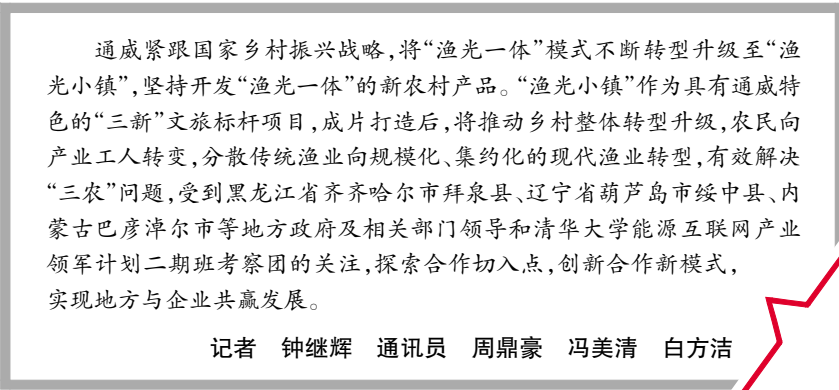 通威紧跟国家乡村振兴战略,将“渔光一体”模式不断转型升级至“渔
光小镇”,坚持开发“渔光一体”的新农村产品。“渔光小镇”作为具有通威特
色的“三新”文旅标杆项目,成片打造后,将推动乡村整体转型升级,农民向
产业工人转变,分散传统渔业向规模化、集约化的现代渔业转型,有效解决
“三农”问题,受到黑龙江省齐齐哈尔市拜泉县、辽宁省葫芦岛市绥中县、内
蒙古巴彦淖尔市等地方政府及相关部门领导和清华大学能源互联网产业
领军计划二期班考察团的关注,探索合作切入点,创新合作新模式,
实现地方与企业共赢发展。
记者 钟继辉 通讯员 周鼎豪 冯美清 白方洁